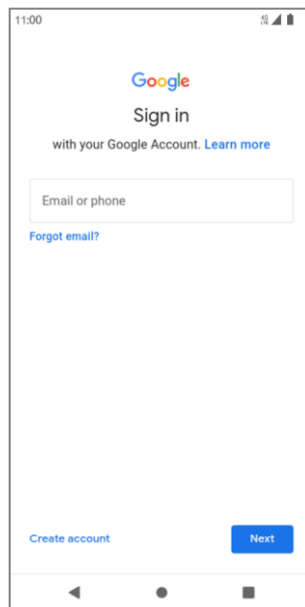 11:00
Google
Sign in
with your Google Account. Learn more
Email or phone
Forgot email?
Create account
Next